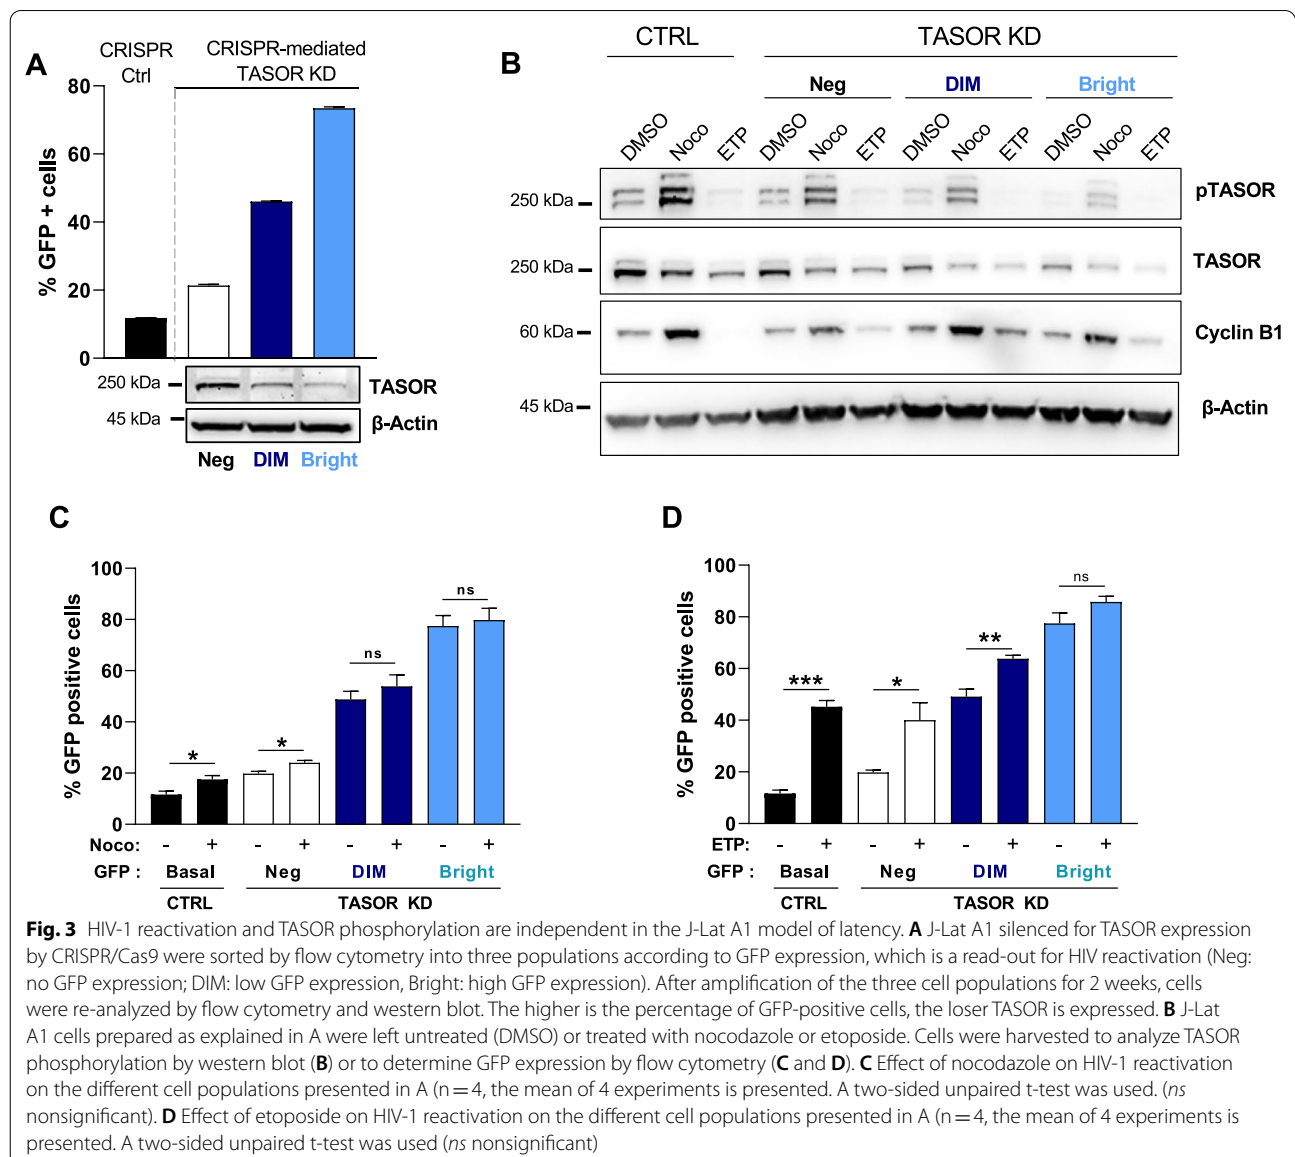 A
CRISPR Ctrl
CRISPR-mediated TASOR KD
% GFP + cells
80
60
40
20
0
250 kDa
TASOR
45 kDa
β-Actin
Neg DIM Bright
B
CTRL TASOR KD
Neg DIM Bright
DMSO Noco ETP DMSO Noco ETP DMSO Noco ETP DMSO Noco ETP
250 kDa pTASOR
250 kDa TASOR
60 kDa Cyclin B1
45 kDa β-Actin
C
% GFP positive cells
100
80
60
40
20
0
* * ns ns
Noco: - + - + - + - +
GFP : Basal Neg DIM Bright
CTRL TASOR KD
D
% GFP positive cells
100
80
60
40
20
0
*** * ** ns
ETP: - + - + - + - +
GFP : Basal Neg DIM Bright
CTRL TASOR KD
Fig. 3 HIV-1 reactivation and TASOR phosphorylation are independent in the J-Lat A1 model of latency. A J-Lat A1 silenced for TASOR expression
by CRISPR/Cas9 were sorted by flow cytometry into three populations according to GFP expression, which is a read-out for HIV reactivation (Neg:
no GFP expression; DIM: low GFP expression, Bright: high GFP expression). After amplification of the three cell populations for 2 weeks, cells
were re-analyzed by flow cytometry and western blot. The higher is the percentage of GFP-positive cells, the loser TASOR is expressed. B J-Lat
A1 cells prepared as explained in A were left untreated (DMSO) or treated with nocodazole or etoposide. Cells were harvested to analyze TASOR
phosphorylation by western blot (B) or to determine GFP expression by flow cytometry (C and D). C Effect of nocodazole on HIV-1 reactivation
on the different cell populations presented in A (n = 4, the mean of 4 experiments is presented. A two-sided unpaired t-test was used. (ns
nonsignificant). D Effect of etoposide on HIV-1 reactivation on the different cell populations presented in A (n = 4, the mean of 4 experiments is
presented. A two-sided unpaired t-test was used (ns nonsignificant)